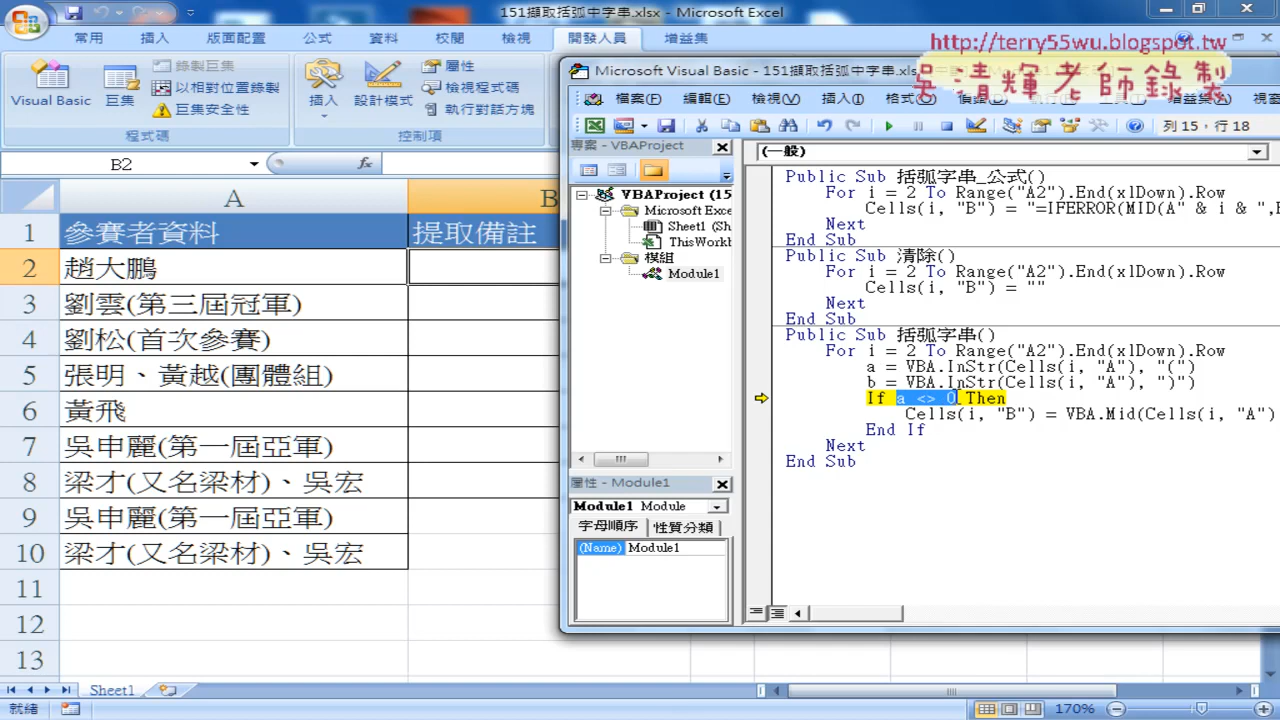 151擷取括弧中字串.xlsx - Microsoft Excel
常用 插入 版面配置 公式 資料 校閱 檢視 開發人員 增益集
http://terry55wu.blogspot.tw
吳清輝老師錄製
Visual Basic 巨集 錄製巨集 以相對位置錄製 巨集安全性 程式碼
插入 設計模式 屬性 檢視程式碼 執行對話方塊 控制項
B2 fx
A B
1 參賽者資料 提取備註
2 趙大鵬
3 劉雲(第三屆冠軍)
4 劉松(首次參賽)
5 張明、黃越(團體組)
6 黃飛
7 吳申麗(第一屆亞軍)
8 梁才(又名梁材)、吳宏
9 吳申麗(第一屆亞軍)
10 梁才(又名梁材)、吳宏
11
12
13
Sheet1
就緒 170%
Microsoft Visual Basic - 151擷取括弧中字串.xls
檔案(F) 編輯(E) 檢視(V) 插入(I) 格式(O)
列 15，行 18
專案 - VBAProject
VBAProject (15
Microsoft Exce
Sheet1 (Sh
ThisWorkb
模組
Module1
屬性 - Module1
Module1 Module
字母順序 性質分類
(Name) Module1
(一般)
Public Sub 括弧字串_公式()
For i = 2 To Range("A2").End(xlDown).Row
Cells(i, "B") = "=IFERROR(MID(A" & i & ",
Next
End Sub
Public Sub 清除()
For i = 2 To Range("A2").End(xlDown).Row
Cells(i, "B") = ""
Next
End Sub
Public Sub 括弧字串()
For i = 2 To Range("A2").End(xlDown).Row
a = VBA.InStr(Cells(i, "A"), "(")
b = VBA.InStr(Cells(i, "A"), ")")
If a <> 0 Then
Cells(i, "B") = VBA.Mid(Cells(i, "A")
End If
Next
End Sub